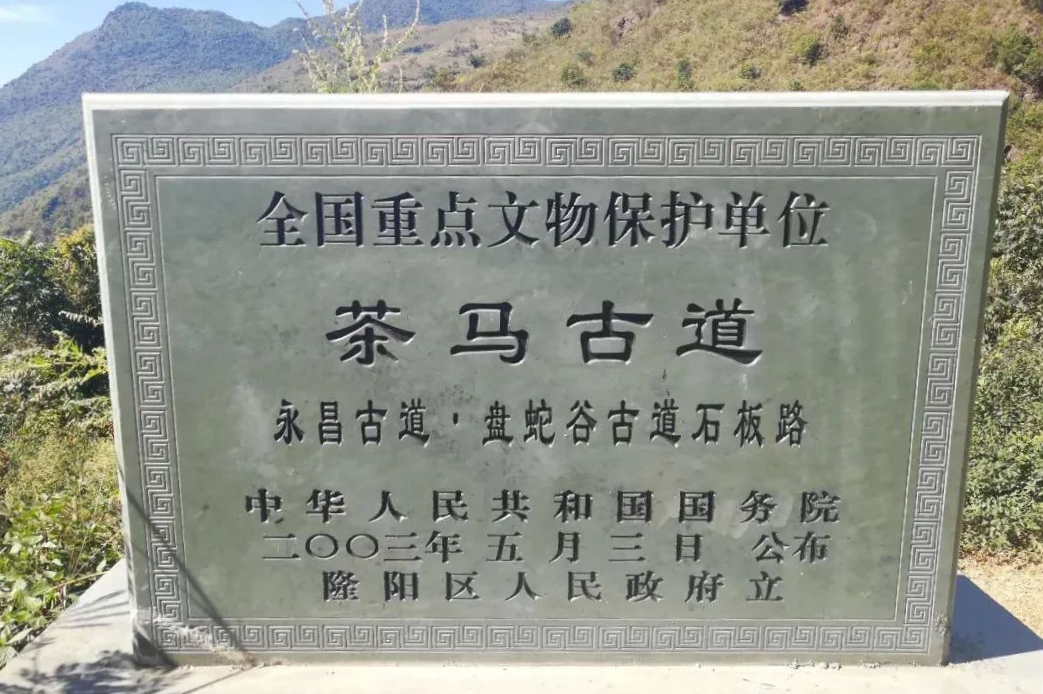 全国重点文物保护单位
茶马古道
永昌古道·盘蛇谷古道石板路
中华人民共和国国务院
二〇〇三年五月三日 公布
隆阳区人民政府立